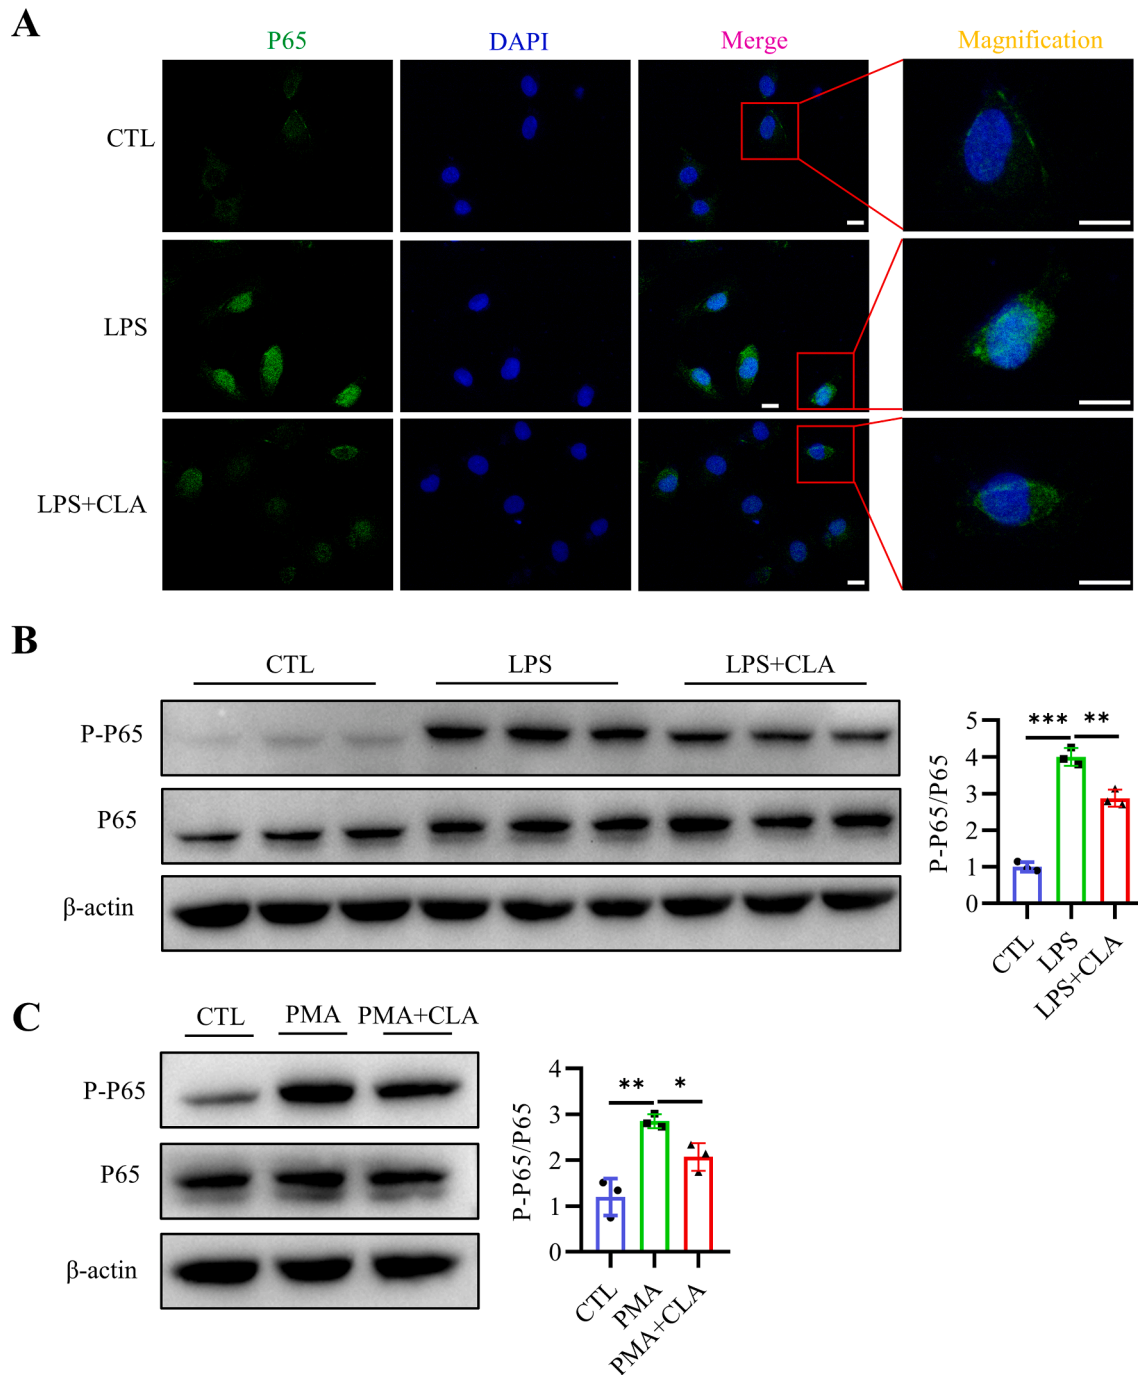 A
P65 DAPI Merge Magnification
CTL
LPS
LPS+CLA
B
CTL LPS LPS+CLA
P-P65
P65
β-actin
P-P65/P65
5
4
3
2
1
0
*** **
CTL
LPS
LPS+CLA
C
CTL PMA PMA+CLA
P-P65
P65
β-actin
P-P65/P65
4
3
2
1
0
** *
CTL
PMA
PMA+CLA